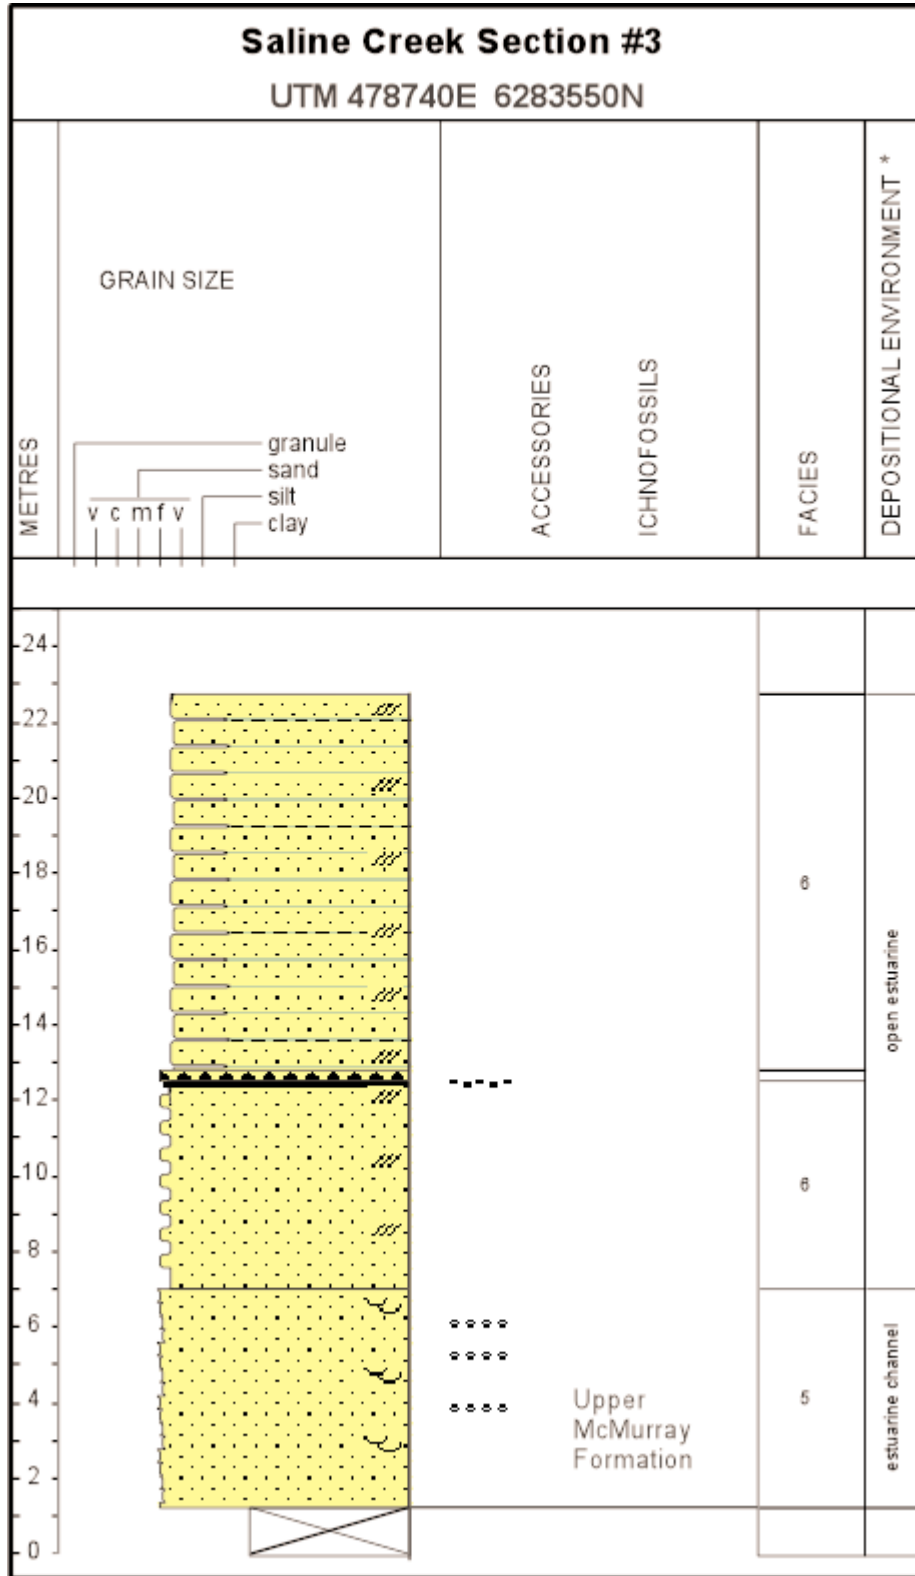 Saline Creek Section #3
UTM 478740E 6283550N
METRES
GRAIN SIZE
granule
sand
silt
clay
v c m f v
ACCESSORIES
ICHNOFOSSILS
FACIES
DEPOSITIONAL ENVIRONMENT *
24
22
20
18
16
14
12
10
8
6
4
2
0
Upper
McMurray
Formation
6
6
5
open estuarine
estuarine channel